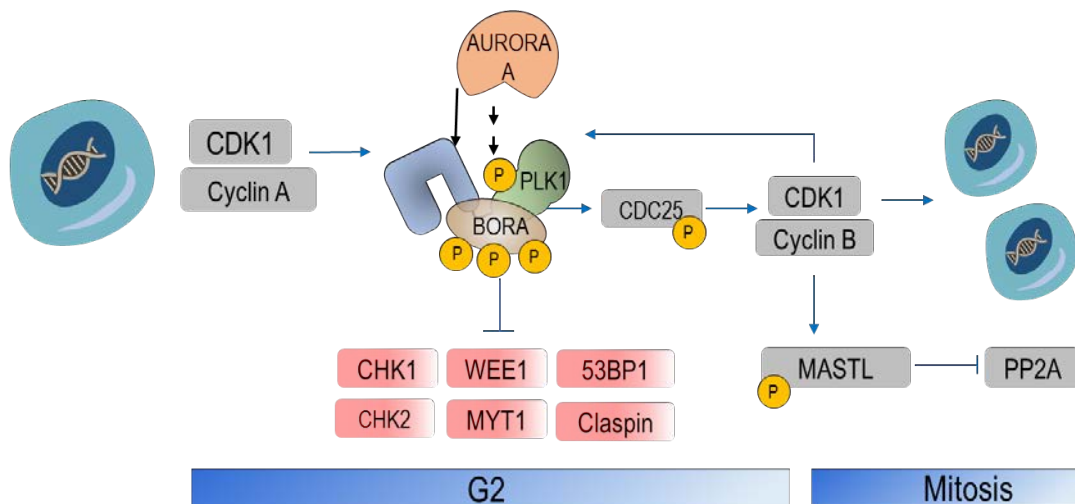 AURORA
A
CDK1
Cyclin A
P
PLK1
BORA
P
P
P
CDC25
P
CDK1
Cyclin B
CHK1
WEE1
53BP1
CHK2
MYT1
Claspin
MASTL
P
PP2A
G2
Mitosis